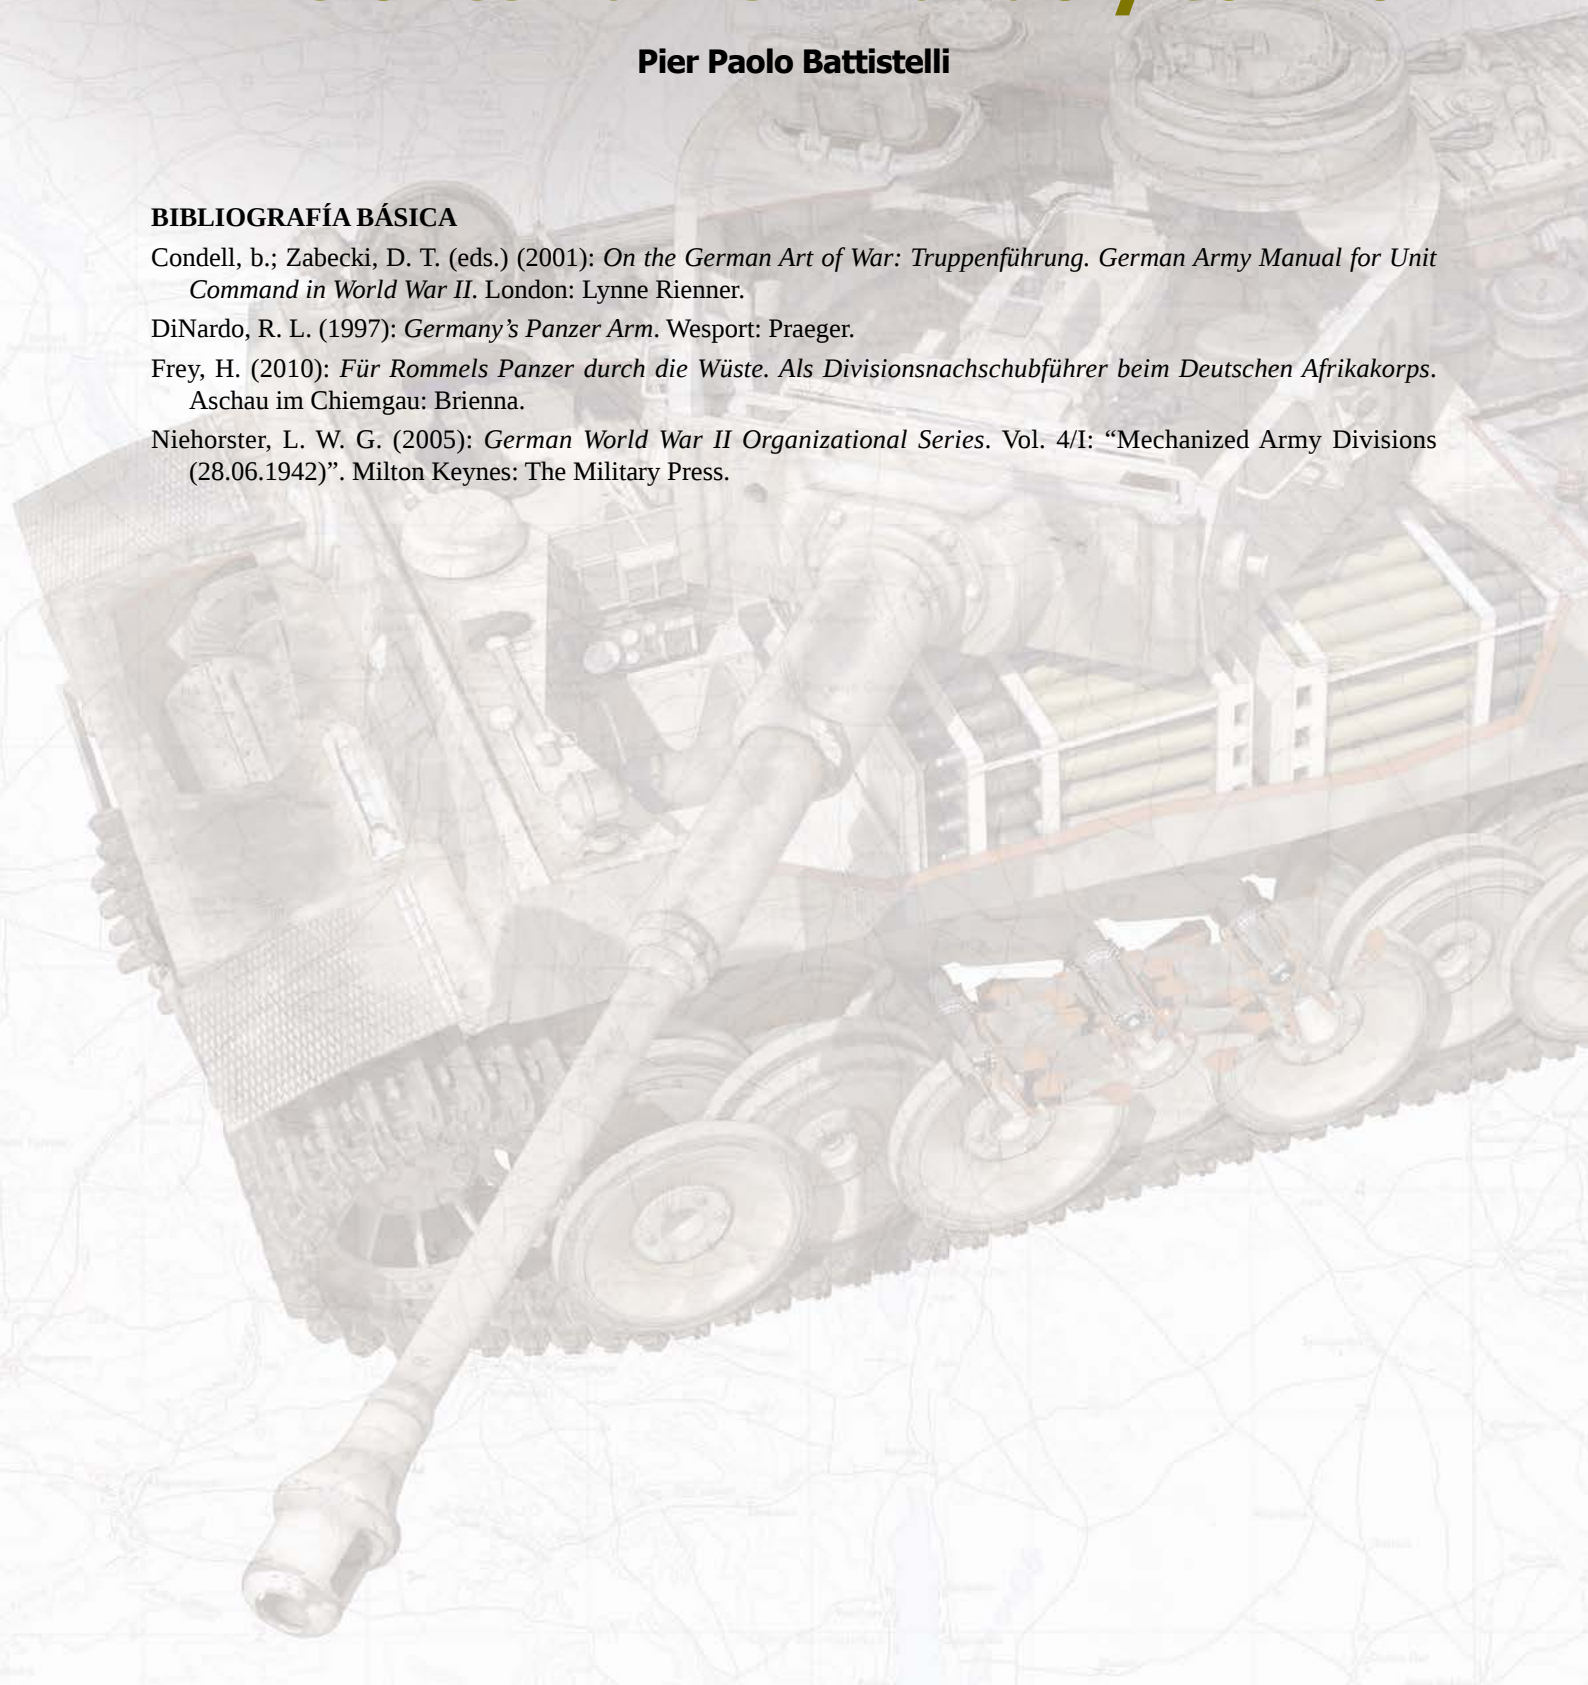 Pier Paolo Battistelli
BIBLIOGRAFÍA BÁSICA
Condell, b.; Zabecki, D. T. (eds.) (2001): On the German Art of War: Truppenführung. German Army Manual for Unit
Command in World War II. London: Lynne Rienner.
DiNardo, R. L. (1997): Germany’s Panzer Arm. Wesport: Praeger.
Frey, H. (2010): Für Rommels Panzer durch die Wüste. Als Divisionsnachschubführer beim Deutschen Afrikakorps.
Aschau im Chiemgau: Brienna.
Niehorster, L. W. G. (2005): German World War II Organizational Series. Vol. 4/I: “Mechanized Army Divisions
(28.06.1942)”. Milton Keynes: The Military Press.